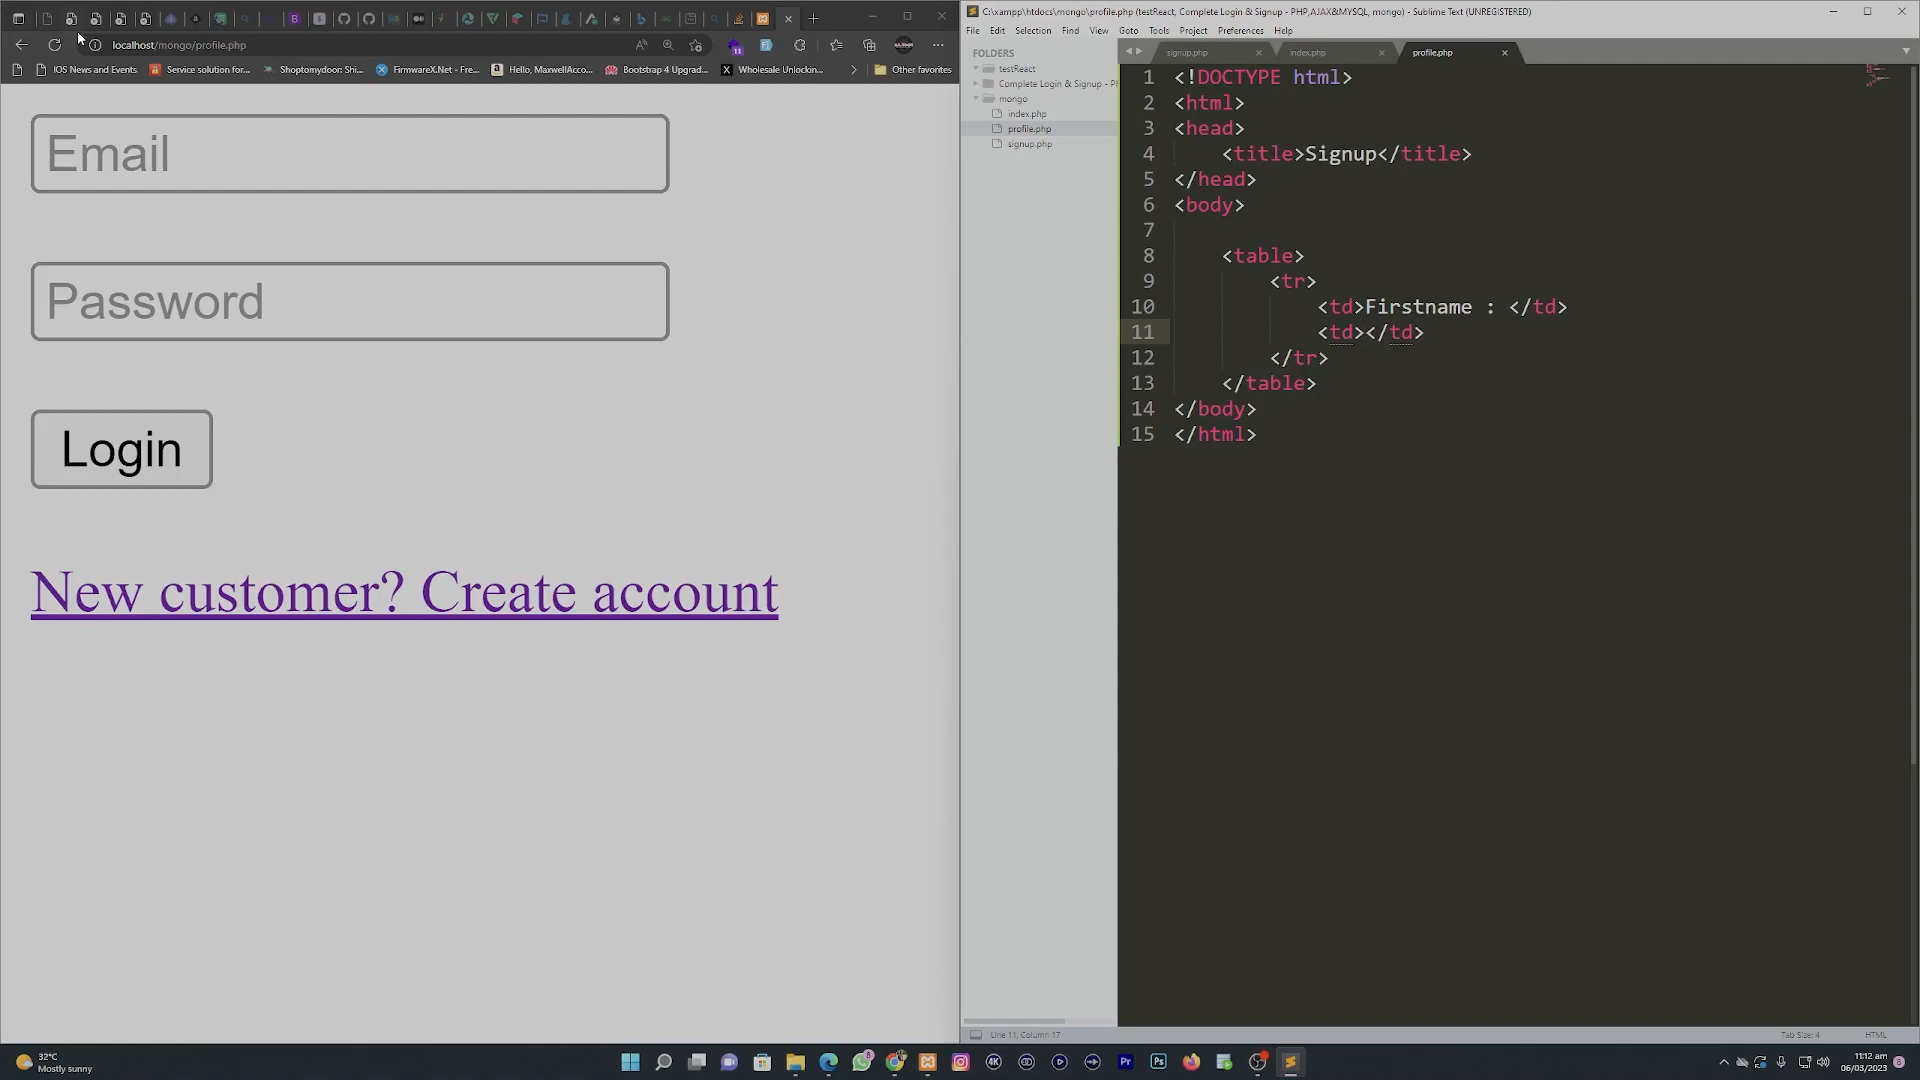 localhost/mongo/profile.php
IOS News and Events
Service solution for...
Shoptomydoor: Shi...
FirmwareX.Net - Fre...
Hello, MaxwellAcco...
Bootstrap 4 Upgrad...
Wholesale Unlockin...
Other favorites
Email
Password
Login
New customer? Create account
C:\xampp\htdocs\mongo\profile.php (testReact, Complete Login & Signup - PHP,AJAX&MYSQL, mongo) - Sublime Text (UNREGISTERED)
File Edit Selection Find View Goto Tools Project Preferences Help
FOLDERS
testReact
Complete Login & Signup - P
mongo
index.php
profile.php
signup.php
signup.php
index.php
profile.php
1 <!DOCTYPE html>
2 <html>
3 <head>
4 <title>Signup</title>
5 </head>
6 <body>
7
8 <table>
9 <tr>
10 <td>Firstname : </td>
11 <td></td>
12 </tr>
13 </table>
14 </body>
15 </html>
Line 11, Column 17
Tab Size: 4
HTML
32°C
Mostly sunny
11:12 am
06/03/2023